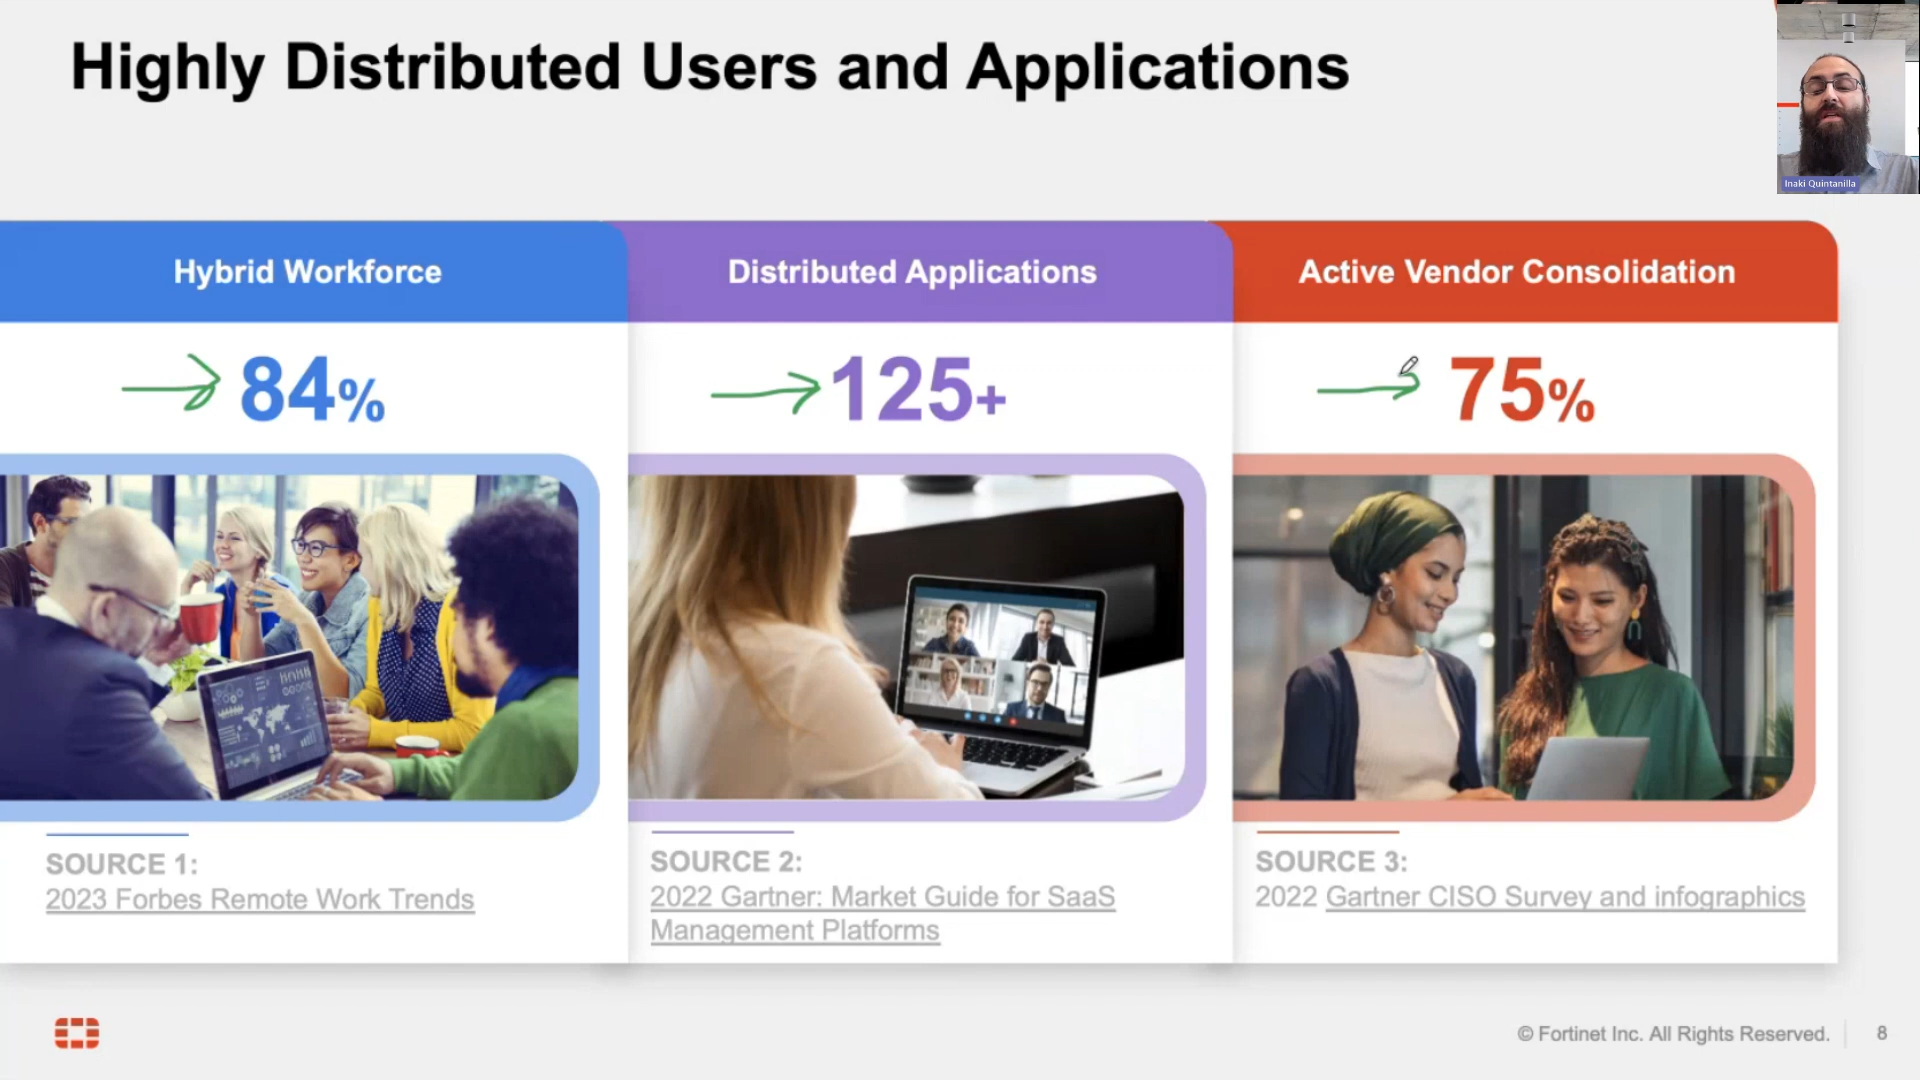 Highly Distributed Users and Applications
Inaki Quintanilla
Hybrid Workforce
84%
SOURCE 1:
2023 Forbes Remote Work Trends
Distributed Applications
125+
SOURCE 2:
2022 Gartner: Market Guide for SaaS
Management Platforms
Active Vendor Consolidation
75%
SOURCE 3:
2022 Gartner CISO Survey and infographics
© Fortinet Inc. All Rights Reserved.
8